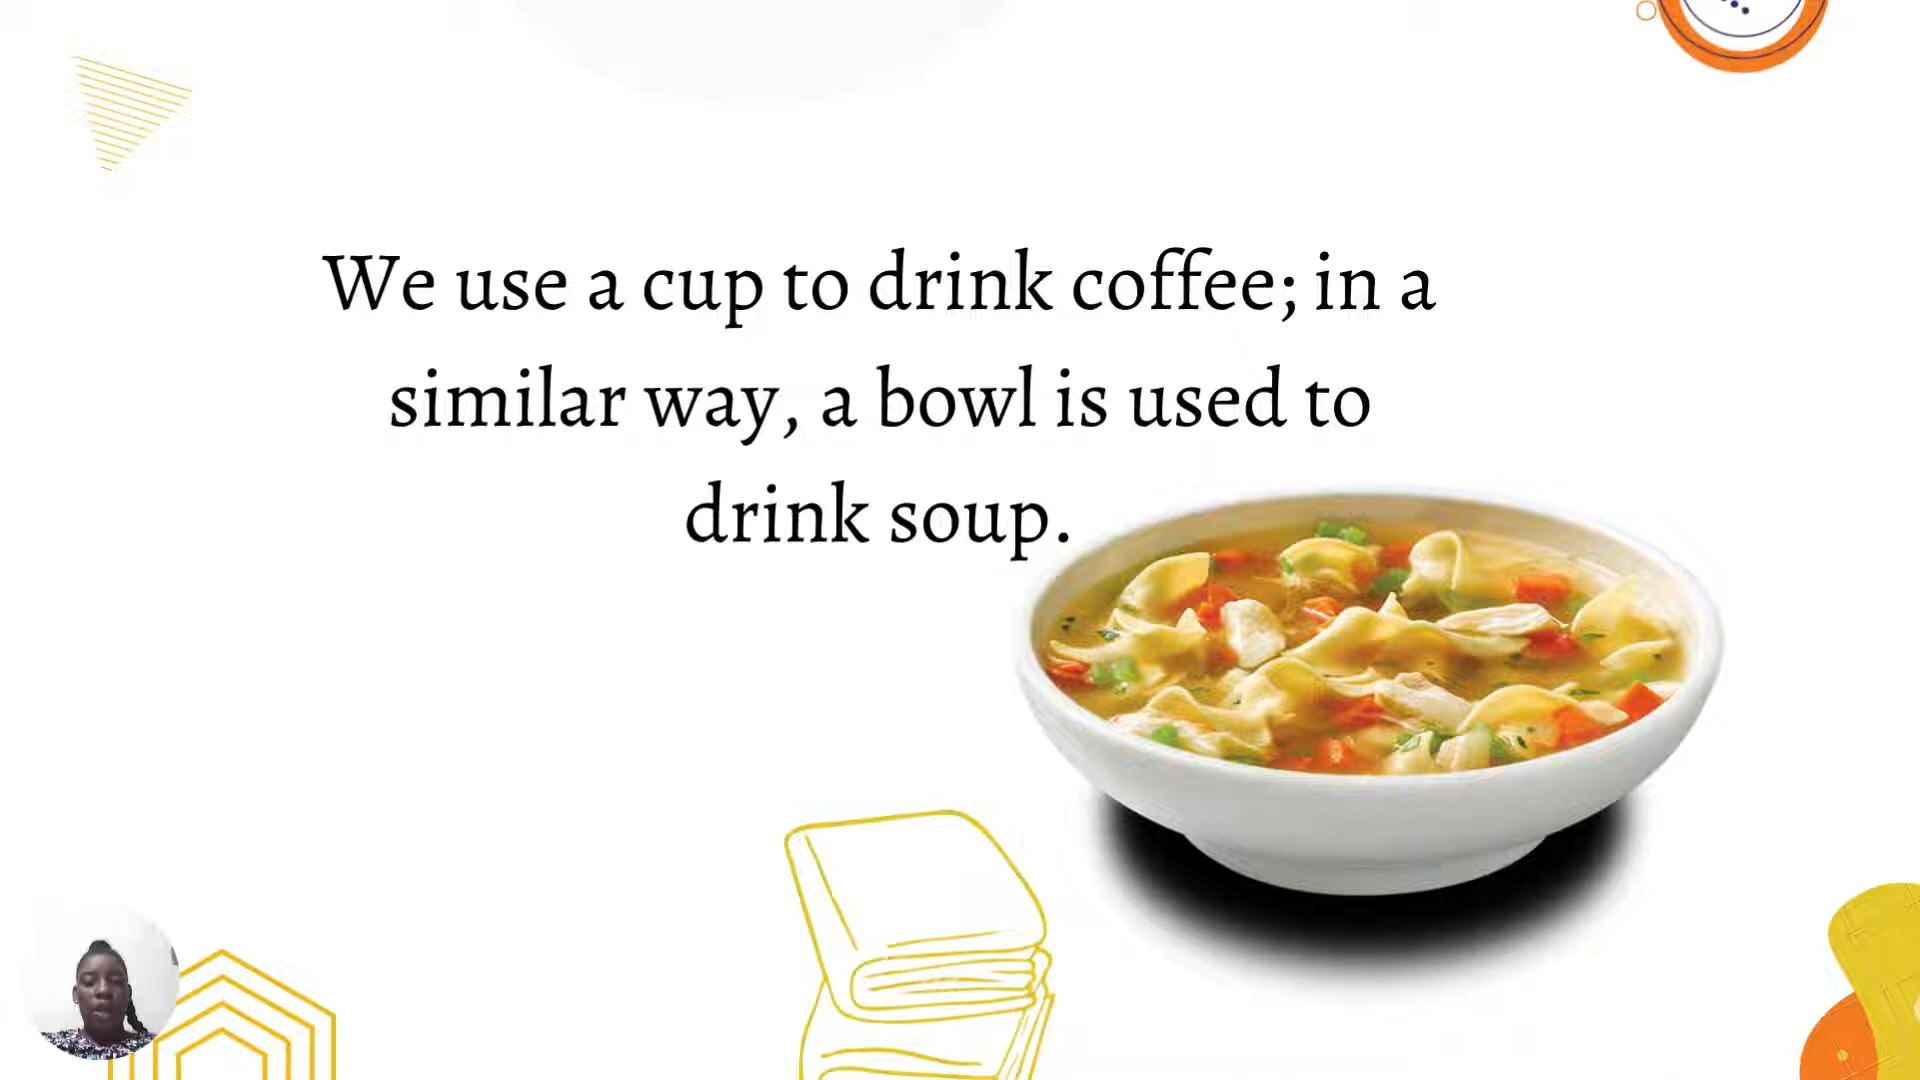 We use a cup to drink coffee; in a
similar way, a bowl is used to
drink soup.